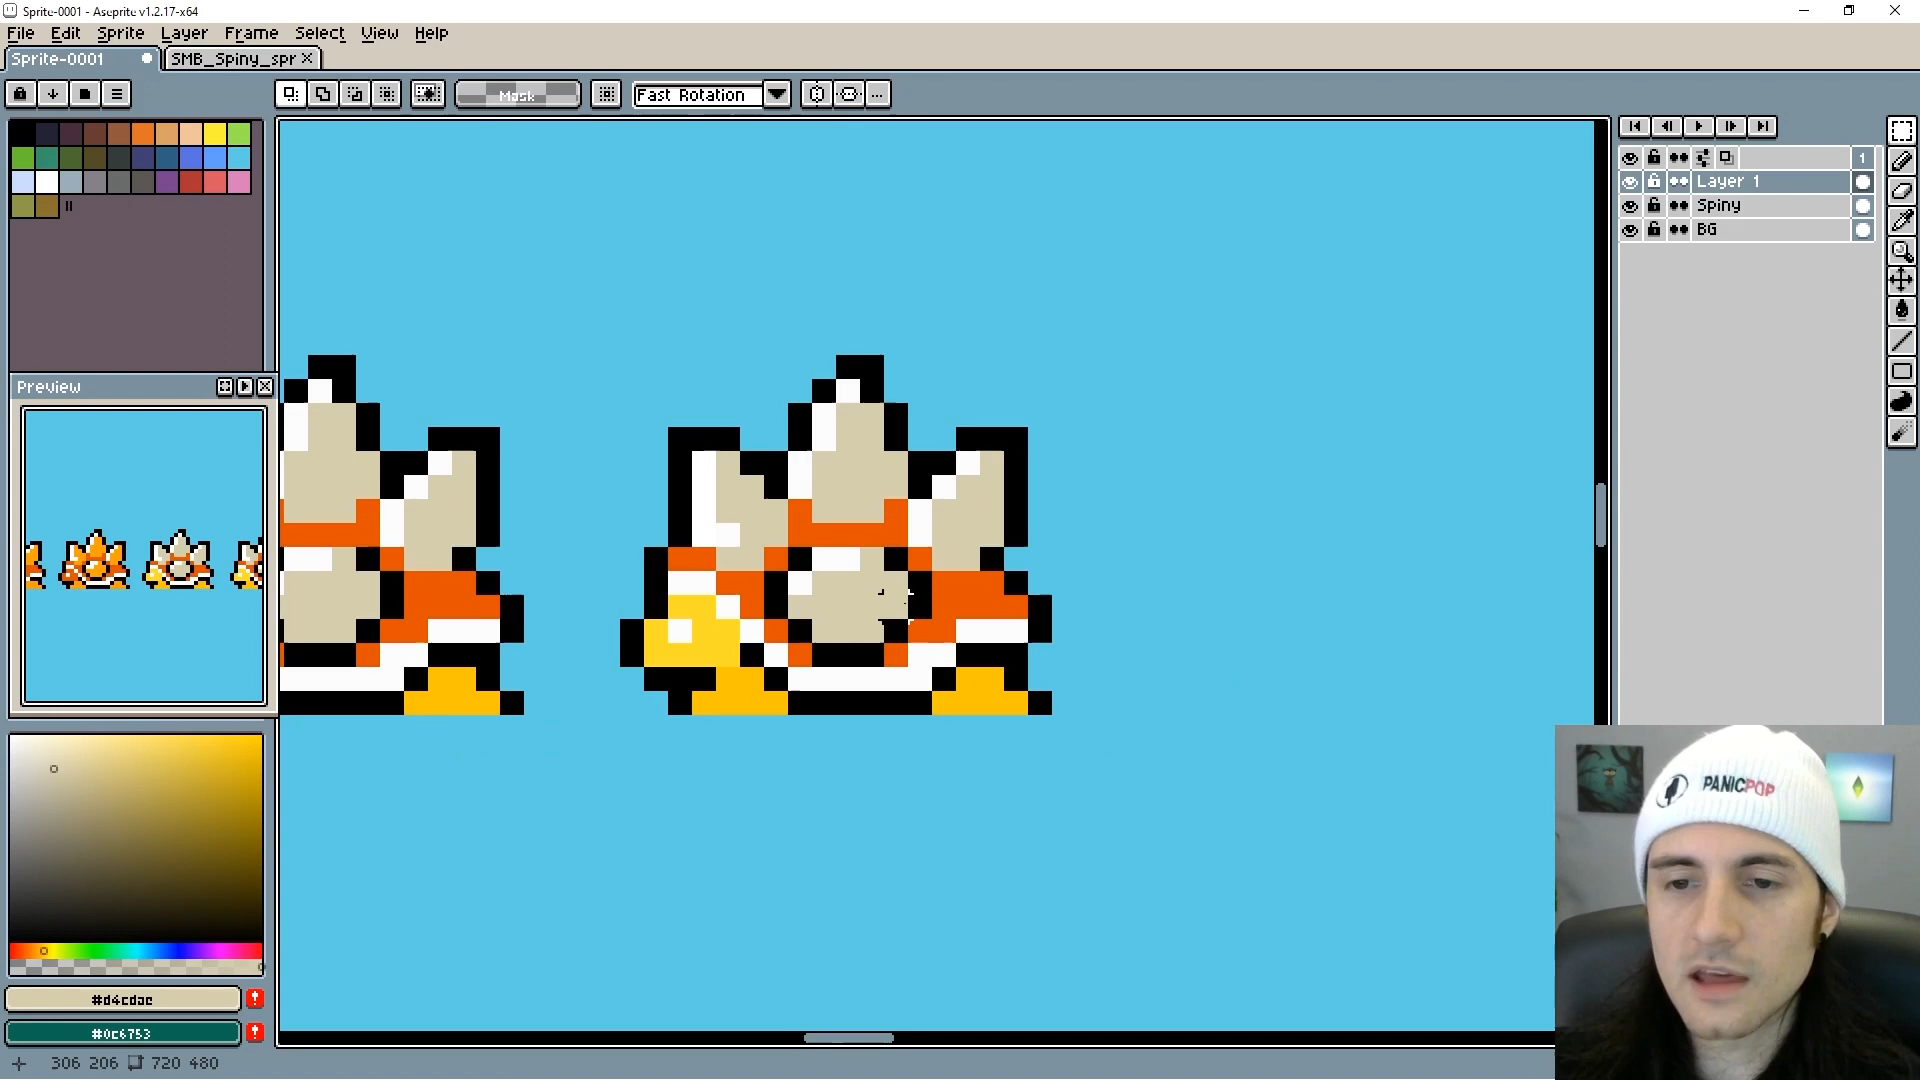 Sprite-0001 - Aseprite v1.2.17-x64
File Edit Sprite Layer Frame Select View Help
Sprite-0001 SMB_Spiny_spr
Mask Fast Rotation ...
1
Layer 1
Spiny
BG
Preview
PANICPOP
#d4cdac
#0c6753
306 206 720 480